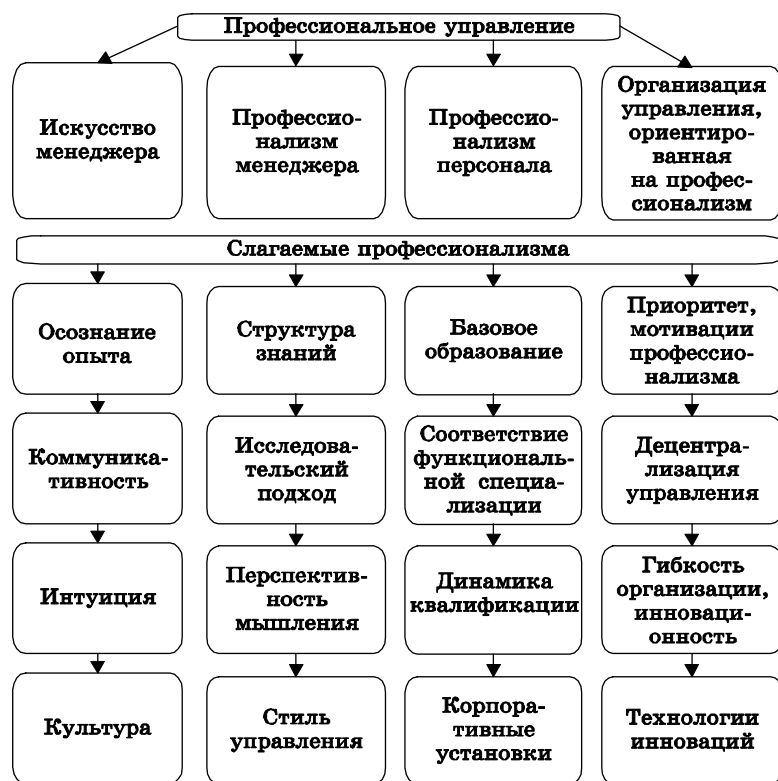 Профессиональное управление
Искусство
менеджера
Профессио-
нализм
менеджера
Профессио-
нализм
персонала
Организация
управления,
ориентиро-
ванная
на профес-
сионализм
Слагаемые профессионализма
Осознание
опыта
Структура
знаний
Базовое
образование
Приоритет,
мотивации
профессио-
нализма
Коммуника-
тивность
Исследова-
тельский
подход
Соответствие
функциональ-
ной специа-
лизации
Децентра-
лизация
управления
Интуиция
Перспектив-
ность
мышления
Динамика
квалификации
Гибкость
организации,
инноваци-
онность
Культура
Стиль
управления
Корпора-
тивные
установки
Технологии
инноваций